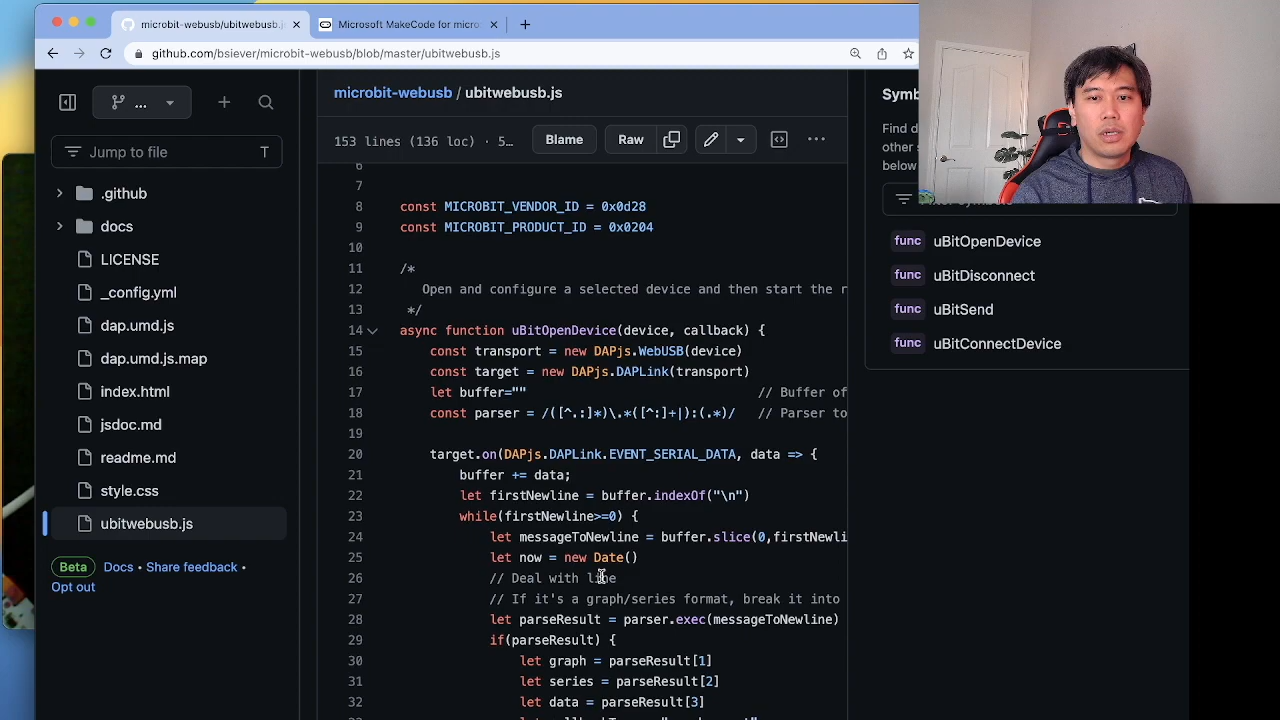 microbit-webusb/ubitwebusb.js
Microsoft MakeCode for micro:
github.com/bsiever/microbit-webusb/blob/master/ubitwebusb.js
...
Jump to file
T
.github
docs
LICENSE
_config.yml
dap.umd.js
dap.umd.js.map
index.html
jsdoc.md
readme.md
style.css
ubitwebusb.js
Beta Docs • Share feedback •
Opt out
microbit-webusb / ubitwebusb.js
153 lines (136 loc) · 5…
Blame
Raw
6
7
8 const MICROBIT_VENDOR_ID = 0x0d28
9 const MICROBIT_PRODUCT_ID = 0x0204
10
11 /*
12 Open and configure a selected device and then start the r
13 */
14 async function uBitOpenDevice(device, callback) {
15 const transport = new DAPjs.WebUSB(device)
16 const target = new DAPjs.DAPLink(transport)
17 let buffer="" // Buffer of
18 const parser = /([^.:]*)\.*([^:]+|):(.*)/ // Parser to
19
20 target.on(DAPjs.DAPLink.EVENT_SERIAL_DATA, data => {
21 buffer += data;
22 let firstNewline = buffer.indexOf("\n")
23 while(firstNewline>=0) {
24 let messageToNewline = buffer.slice(0,firstNewli
25 let now = new Date()
26 // Deal with line
27 // If it's a graph/series format, break it into
28 let parseResult = parser.exec(messageToNewline)
29 if(parseResult) {
30 let graph = parseResult[1]
31 let series = parseResult[2]
32 let data = parseResult[3]
Symb
Find d
other s
below
func uBitOpenDevice
func uBitDisconnect
func uBitSend
func uBitConnectDevice